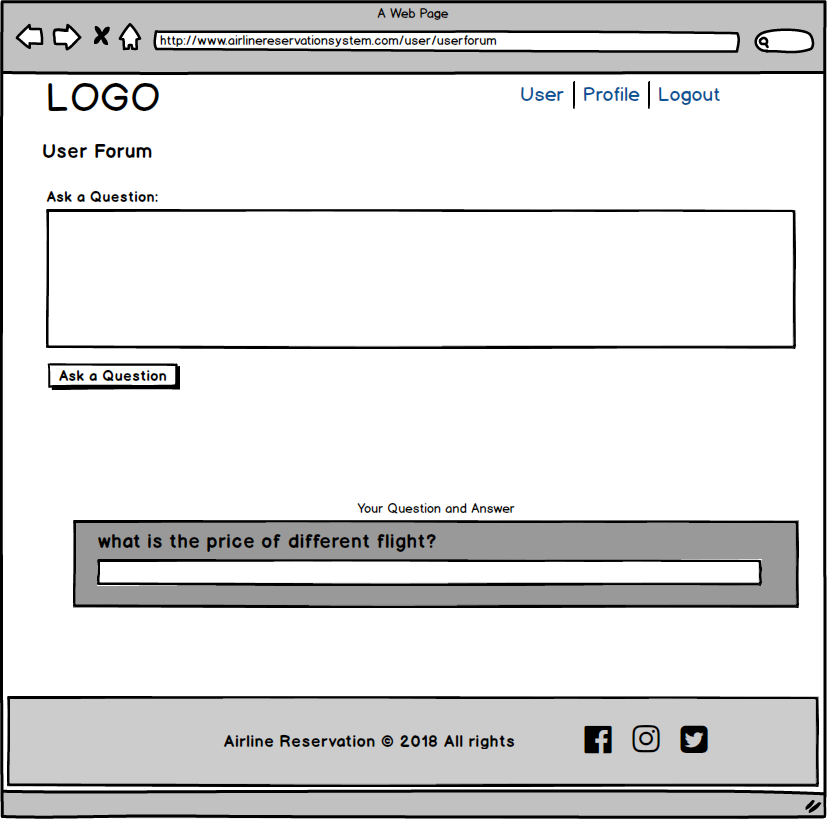 A Web Page
http://www.airlinereservationsystem.com/user/userforum
LOGO
User Profile Logout
User Forum
Ask a Question:
Ask a Question
Your Question and Answer
what is the price of different flight?
Airline Reservation © 2018 All rights